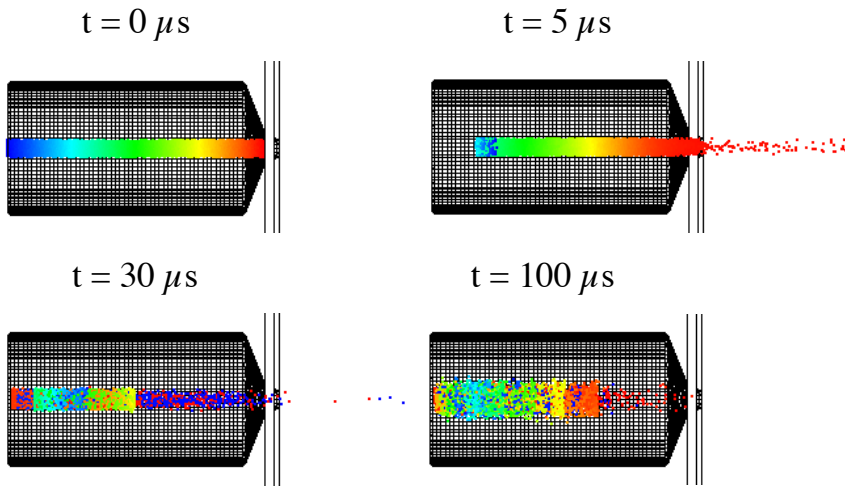 t = 0 µs
t = 5 µs
t = 30 µs
t = 100 µs